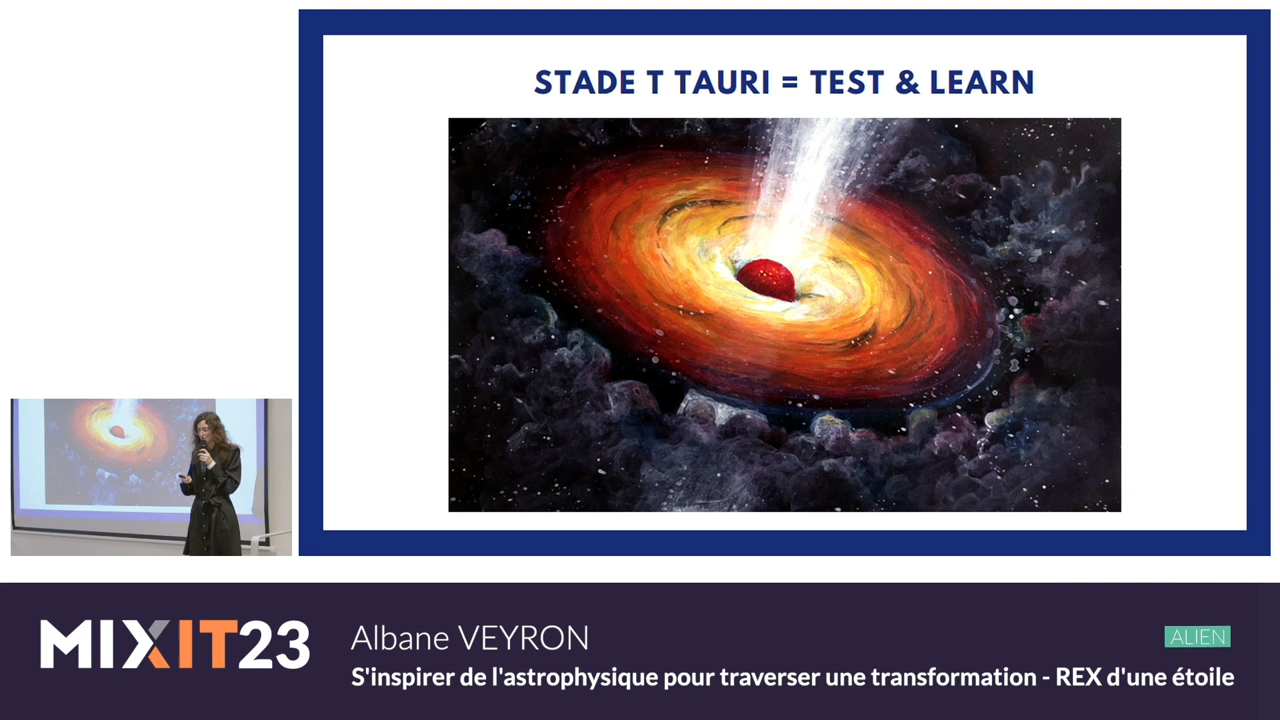 STADE T TAURI = TEST & LEARN
MIXIT23
Albane VEYRON
ALIEN
S'inspirer de l'astrophysique pour traverser une transformation - REX d'une étoile